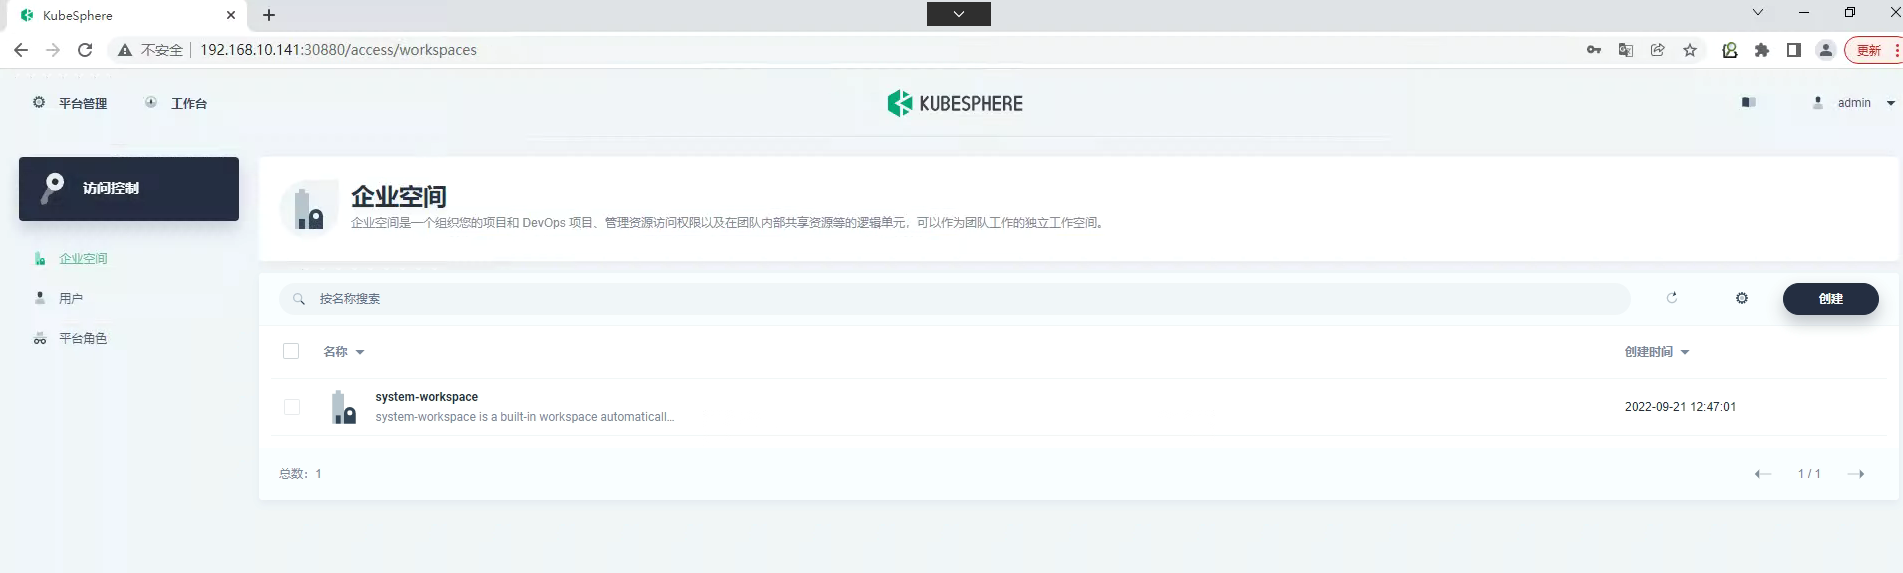 KubeSphere
不安全 192.168.10.141:30880/access/workspaces
更新
平台管理 工作台
KUBESPHERE
admin
访问控制
企业空间
用户
平台角色
企业空间
企业空间是一个组织您的项目和 DevOps 项目、管理资源访问权限以及在团队内部共享资源等的逻辑单元，可以作为团队工作的独立工作空间。
按名称搜索
创建
名称 创建时间
system-workspace
system-workspace is a built-in workspace automaticall...
2022-09-21 12:47:01
总数：1
1 / 1